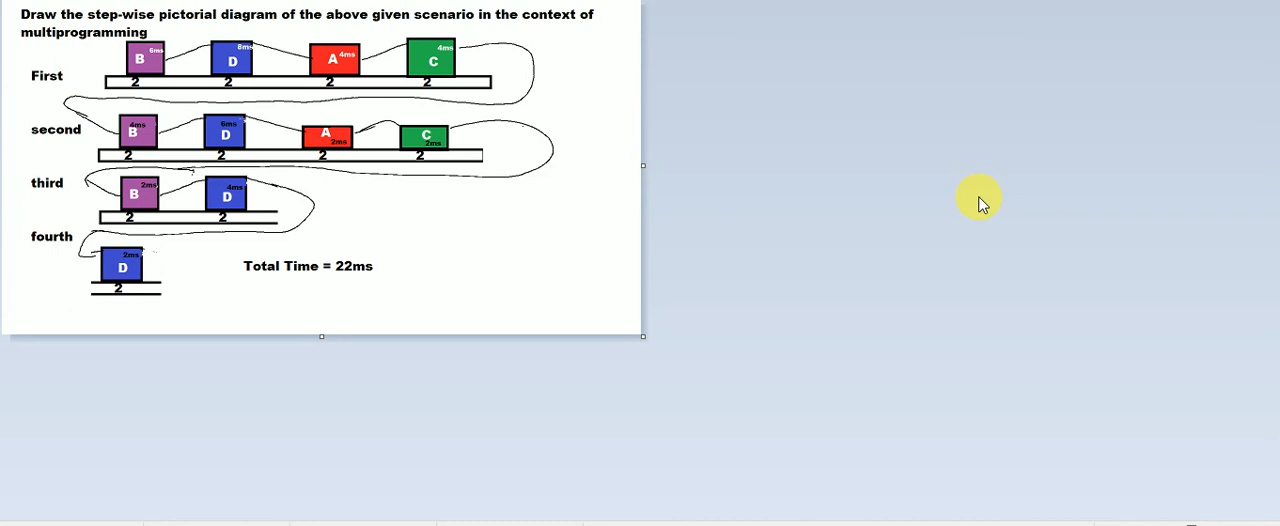 Draw the step-wise pictorial diagram of the above given scenario in the context of
multiprogramming
6ms 8ms 4ms 4ms
B D A C
First
2 2 2 2
4ms 6ms
second B D A C
2ms 2ms
2 2 2 2
third 2ms 4ms
B D
2 2
fourth
2ms
D Total Time = 22ms
2